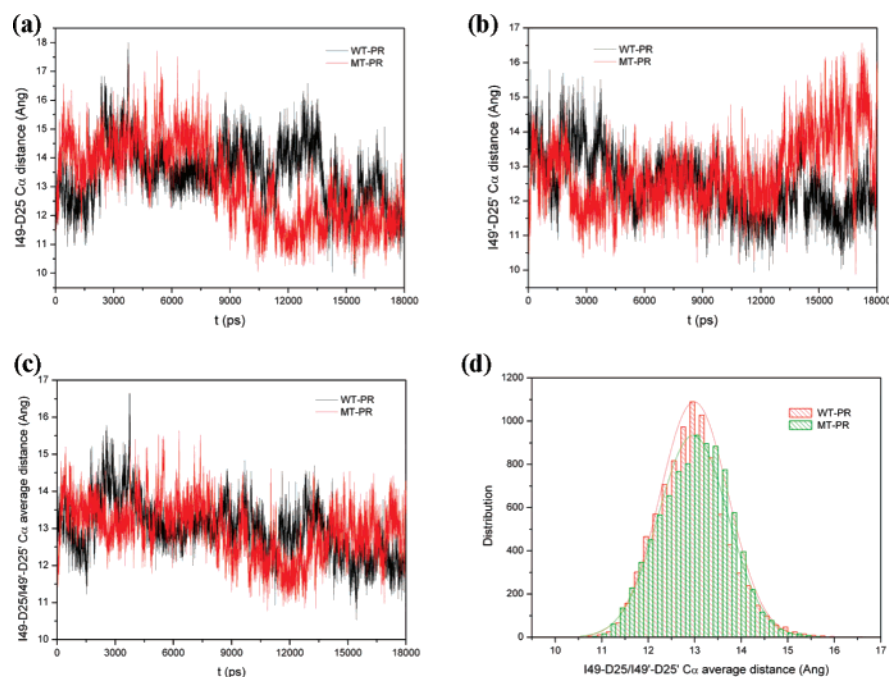 (a)
18
17
16
15
14
13
12
11
10
I49-D25 Cα distance (Ang)
WT-PR
MT-PR
0 3000 6000 9000 12000 15000 18000
t (ps)
(b)
17
16
15
14
13
12
11
10
I49'-D25' Cα distance (Ang)
WT-PR
MT-PR
0 3000 6000 9000 12000 15000 18000
t (ps)
(c)
17
16
15
14
13
12
11
10
I49-D25/I49'-D25' Cα average distance (Ang)
WT-PR
MT-PR
0 3000 6000 9000 12000 15000 18000
t (ps)
(d)
1200
1000
800
600
400
200
0
Distribution
WT-PR
MT-PR
10 11 12 13 14 15 16 17
I49-D25/I49'-D25' Cα average distance (Ang)